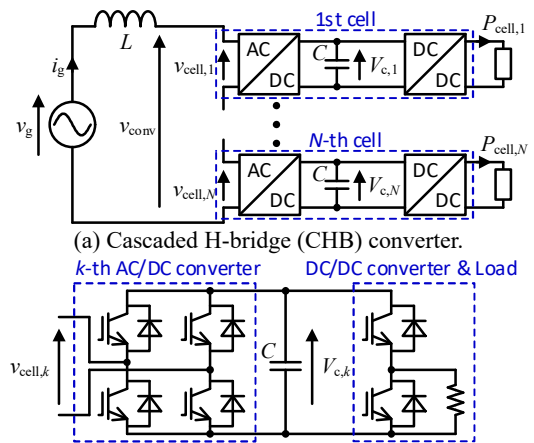 1st cell
L
AC
DC
C
V_c,1
DC
DC
P_cell,1
i_g
v_cell,1
v_g
v_conv
N-th cell
AC
DC
C
V_c,N
DC
DC
P_cell,N
v_cell,N
(a) Cascaded H-bridge (CHB) converter.
k-th AC/DC converter
DC/DC converter & Load
v_cell,k
C
V_c,k